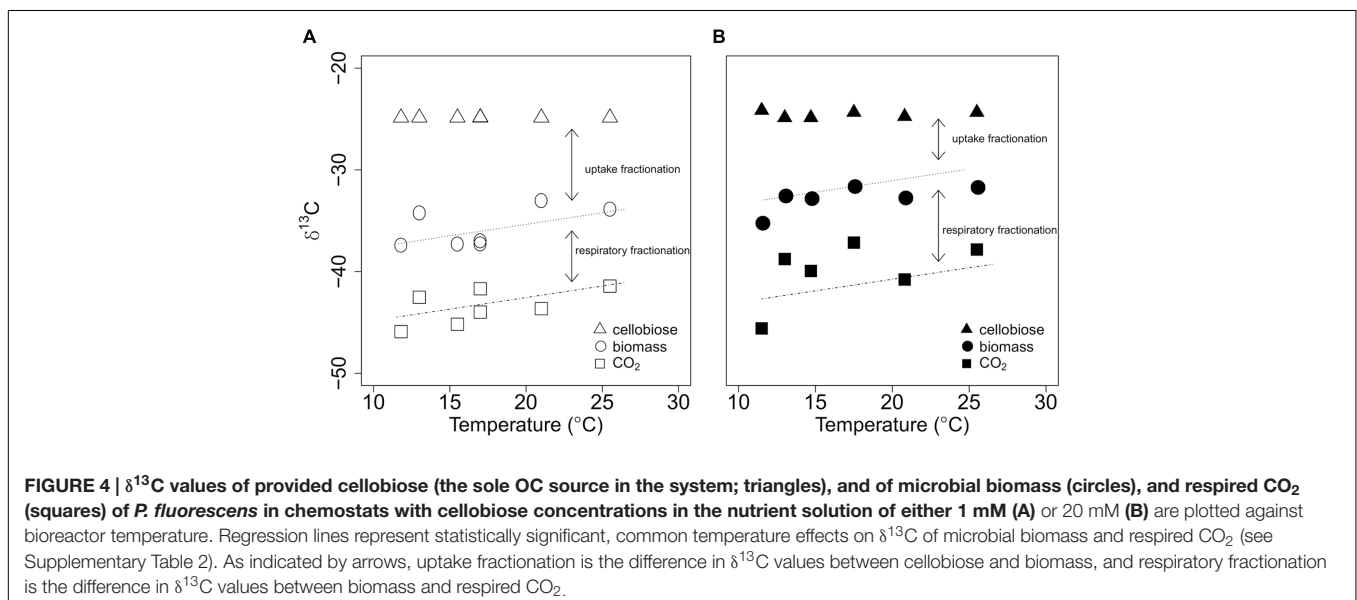 A
B
−20
−30
−40
−50
δ¹³C
uptake fractionation
respiratory fractionation
△ cellobiose
○ biomass
□ CO₂
10 15 20 25 30
Temperature (°C)
uptake fractionation
respiratory fractionation
▲ cellobiose
● biomass
■ CO₂
10 15 20 25 30
Temperature (°C)
FIGURE 4 | δ¹³C values of provided cellobiose (the sole OC source in the system; triangles), and of microbial biomass (circles), and respired CO₂
(squares) of P. fluorescens in chemostats with cellobiose concentrations in the nutrient solution of either 1 mM (A) or 20 mM (B) are plotted against
bioreactor temperature. Regression lines represent statistically significant, common temperature effects on δ¹³C of microbial biomass and respired CO₂ (see
Supplementary Table 2). As indicated by arrows, uptake fractionation is the difference in δ¹³C values between cellobiose and biomass, and respiratory fractionation
is the difference in δ¹³C values between biomass and respired CO₂.